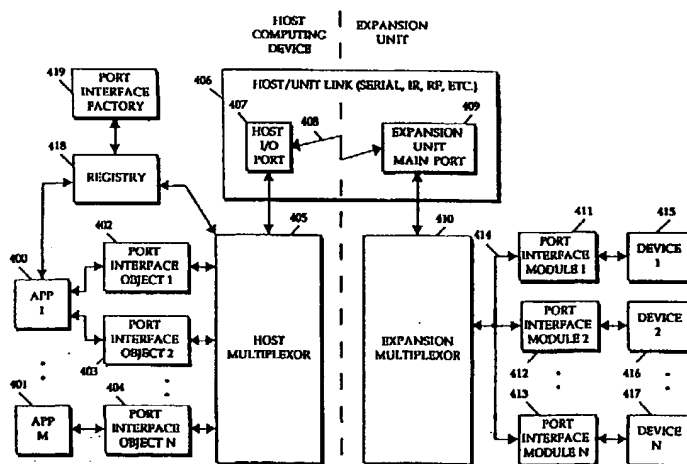 HOST
COMPUTING
DEVICE
EXPANSION
UNIT
419
PORT
INTERFACE
FACTORY
406
HOST/UNIT LINK (SERIAL, IR, RF, ETC.)
407
HOST
I/O
PORT
408
409
EXPANSION
UNIT
MAIN PORT
418
REGISTRY
402
PORT
INTERFACE
OBJECT 1
405
HOST
MULTIPLEXOR
410
EXPANSION
MULTIPLEXOR
414
411
PORT
INTERFACE
MODULE 1
415
DEVICE
1
400
APP
1
PORT
INTERFACE
OBJECT 2
403
PORT
INTERFACE
MODULE 2
412
DEVICE
2
416
401
APP
M
404
PORT
INTERFACE
OBJECT N
413
PORT
INTERFACE
MODULE N
417
DEVICE
N